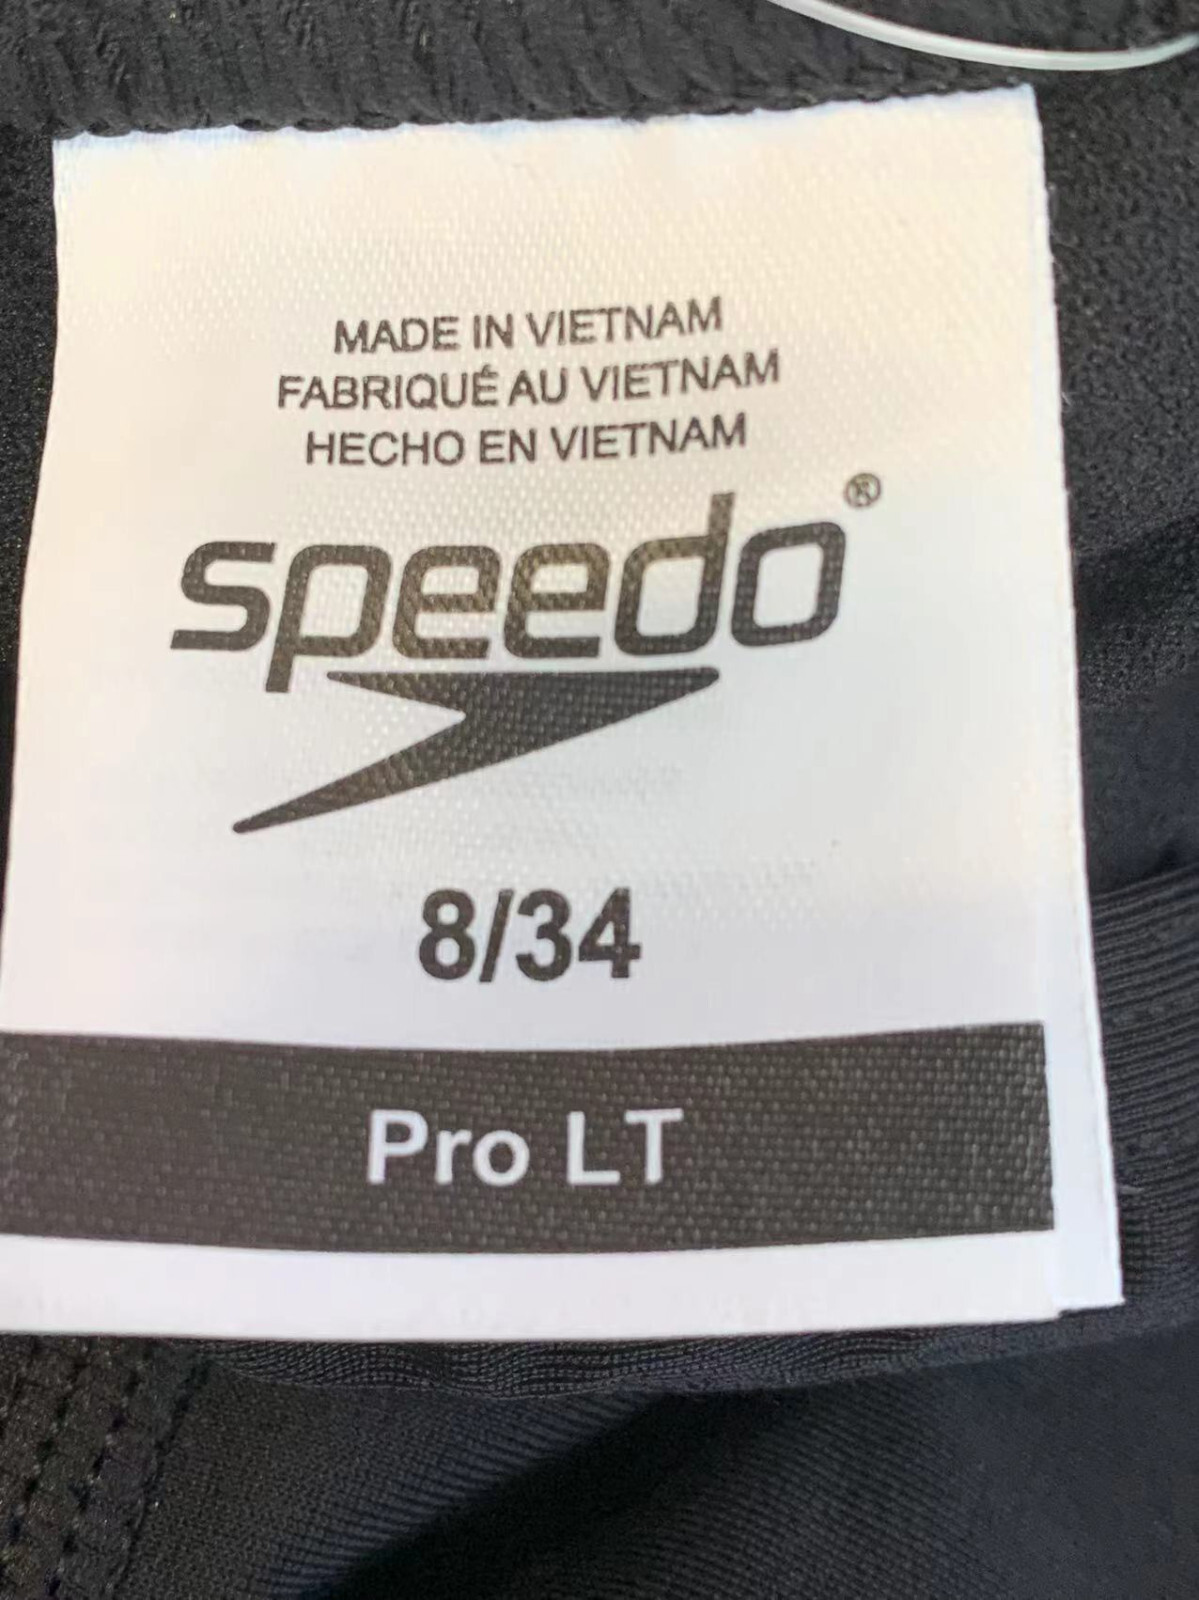 MADE IN VIETNAM
FABRIQUÉ AU VIETNAM
HECHO EN VIETNAM
speedo®
8/34
Pro LT